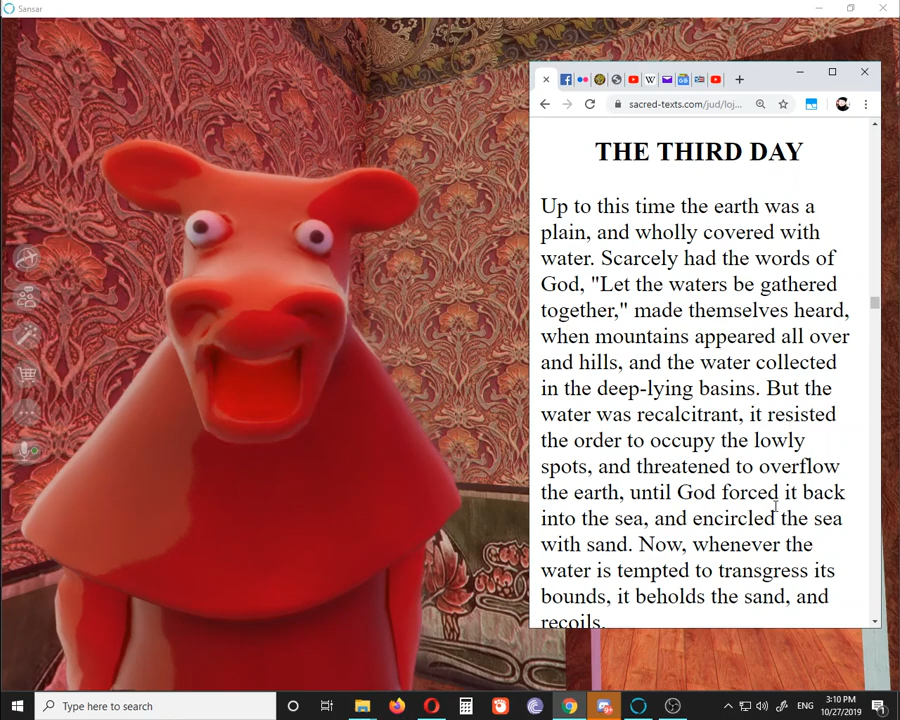 Sansar
sacred-texts.com/jud/loj...
THE THIRD DAY
Up to this time the earth was a
plain, and wholly covered with
water. Scarcely had the words of
God, "Let the waters be gathered
together," made themselves heard,
when mountains appeared all over
and hills, and the water collected
in the deep-lying basins. But the
water was recalcitrant, it resisted
the order to occupy the lowly
spots, and threatened to overflow
the earth, until God forced it back
into the sea, and encircled the sea
with sand. Now, whenever the
water is tempted to transgress its
bounds, it beholds the sand, and
recoils.
Type here to search
ENG
3:10 PM
10/27/2019